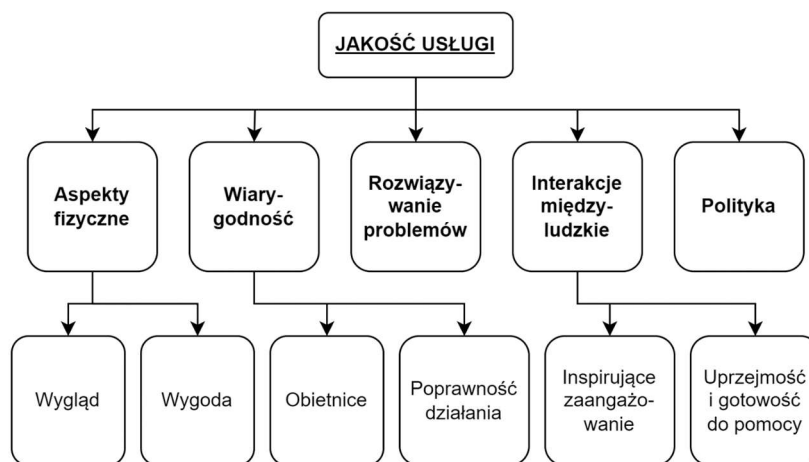 JAKOŚĆ USŁUGI
Aspekty
fizyczne
Wiary-
godność
Rozwiązy-
wanie
problemów
Interakcje
między-
ludzkie
Polityka
Wygląd
Wygoda
Obietnice
Poprawność
działania
Inspirujące
zaangażo-
wanie
Uprzejmość
i gotowość
do pomocy